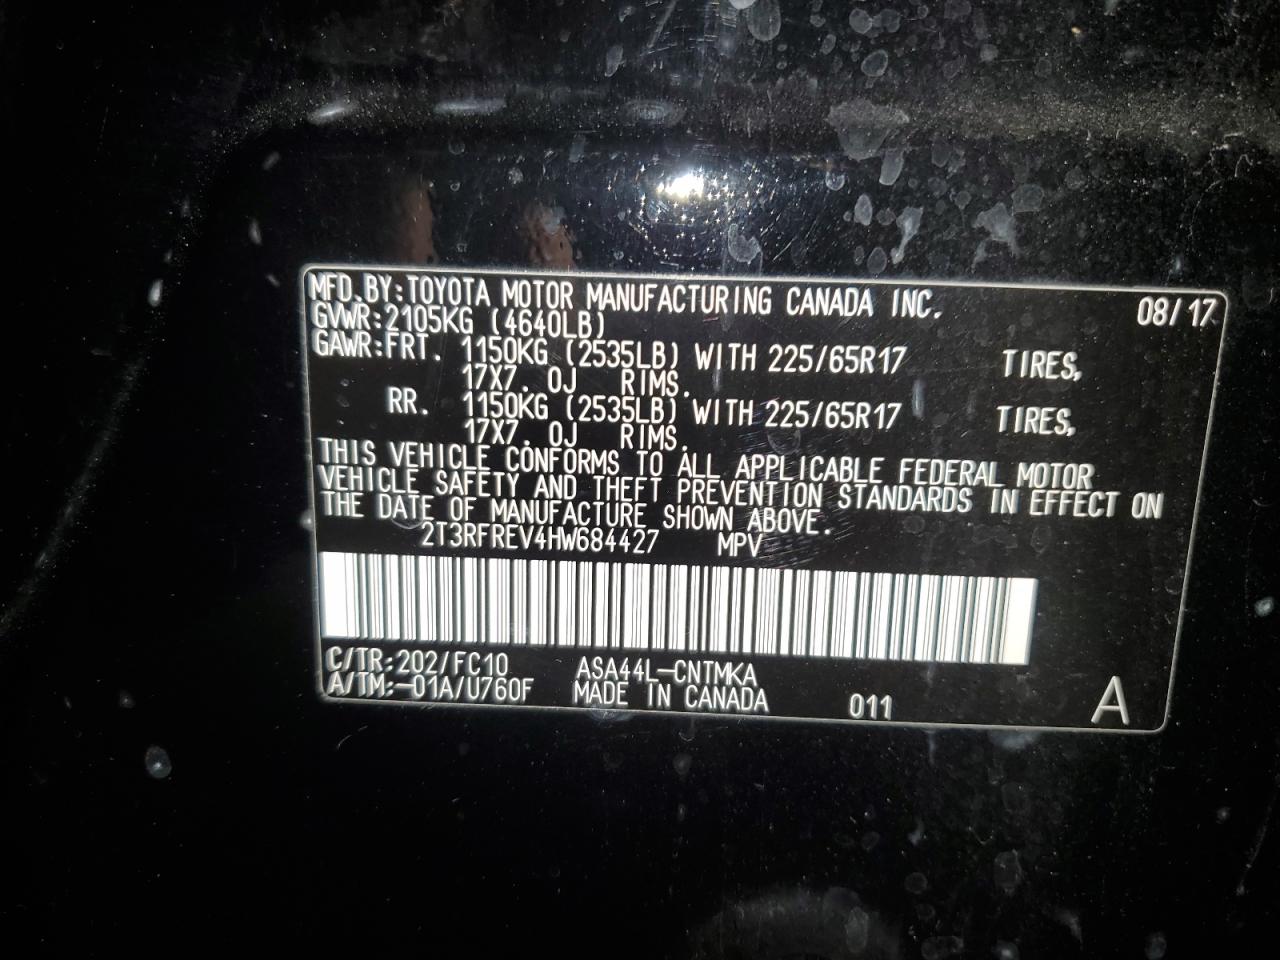 MFD.BY:TOYOTA MOTOR MANUFACTURING CANADA INC. 08/17
GVWR:2105KG (4640LB)
GAWR:FRT. 1150KG (2535LB) WITH 225/65R17 TIRES,
17X7. 0J RIMS.
RR. 1150KG (2535LB) WITH 225/65R17 TIRES,
17X7. 0J RIMS.
THIS VEHICLE CONFORMS TO ALL APPLICABLE FEDERAL MOTOR
VEHICLE SAFETY AND THEFT PREVENTION STANDARDS IN EFFECT ON
THE DATE OF MANUFACTURE SHOWN ABOVE.
2T3RFREV4HW684427 MPV
C/TR:202/FC10 ASA44L-CNTMKA
A/TM:-01A/U760F MADE IN CANADA 011 A